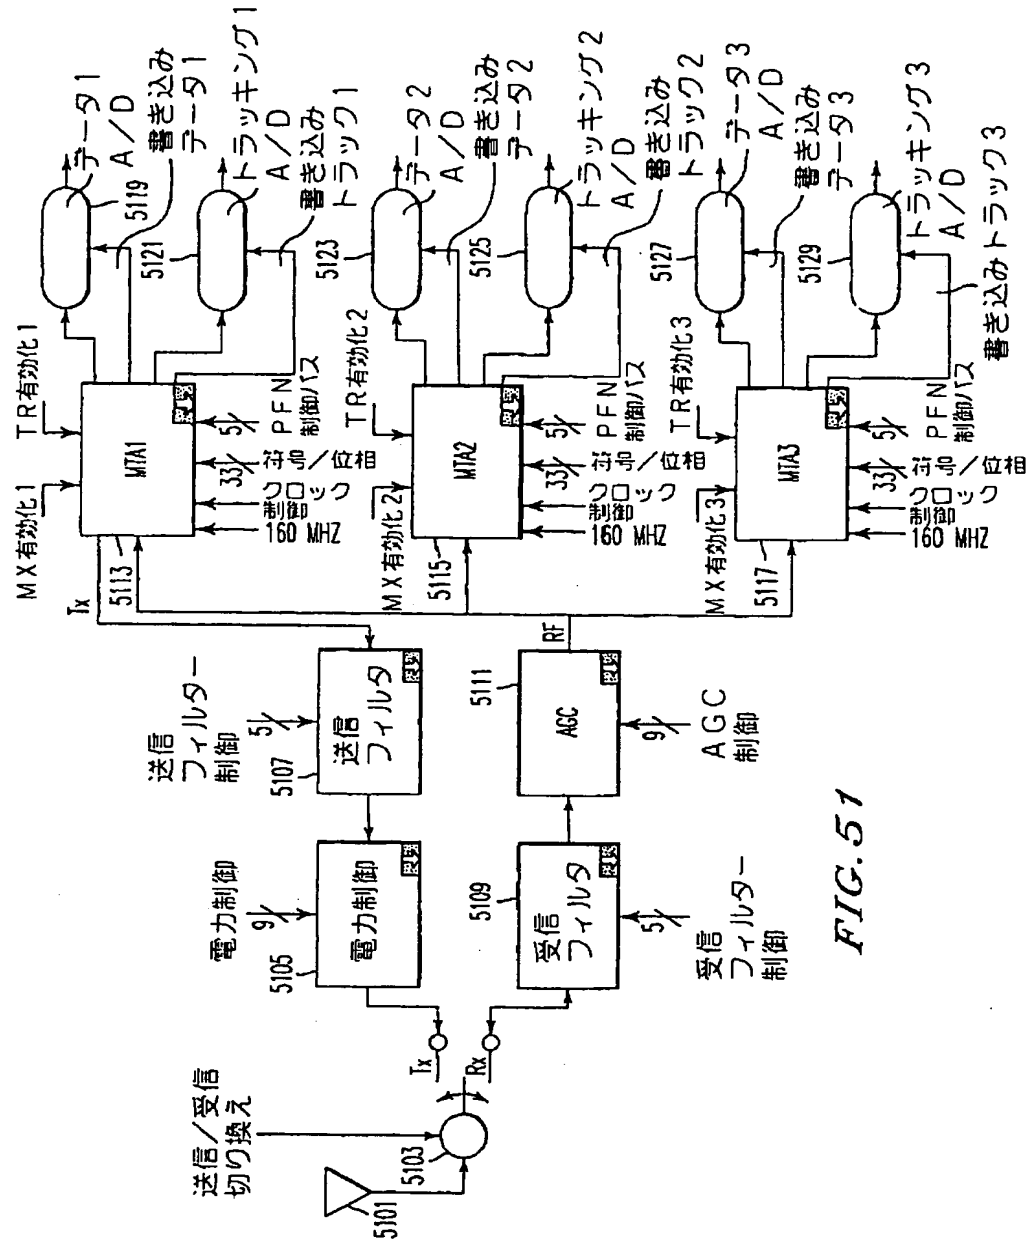 送信/受信
切り換え
5101
5103
Tx
Rx
電力制御
9
5105
電力制御
送信
フィルター
制御
5
5107
送信
フィルタ
5109
受信
フィルタ
5
受信
フィルター
制御
5111
AGC
9
AGC
制御
RF
Tx
MX有効化1
TR有効化1
5113
MTA1
160 MHZ
クロック
制御
33
符号/位相
5
PFN
制御バス
5119
データ1
A/D
書き込み
データ1
5121
トラッキング1
A/D
書き込み
トラック1
MX有効化2
TR有効化2
5115
MTA2
160 MHZ
クロック
制御
33
符号/位相
5
PFN
制御バス
5123
データ2
A/D
書き込み
データ2
5125
トラッキング2
A/D
書き込み
トラック2
MX有効化3
TR有効化3
5117
MTA3
160 MHZ
クロック
制御
33
符号/位相
5
PFN
制御バス
5127
データ3
A/D
書き込み
データ3
5129
トラッキング3
A/D
書き込みトラック3
FIG.51